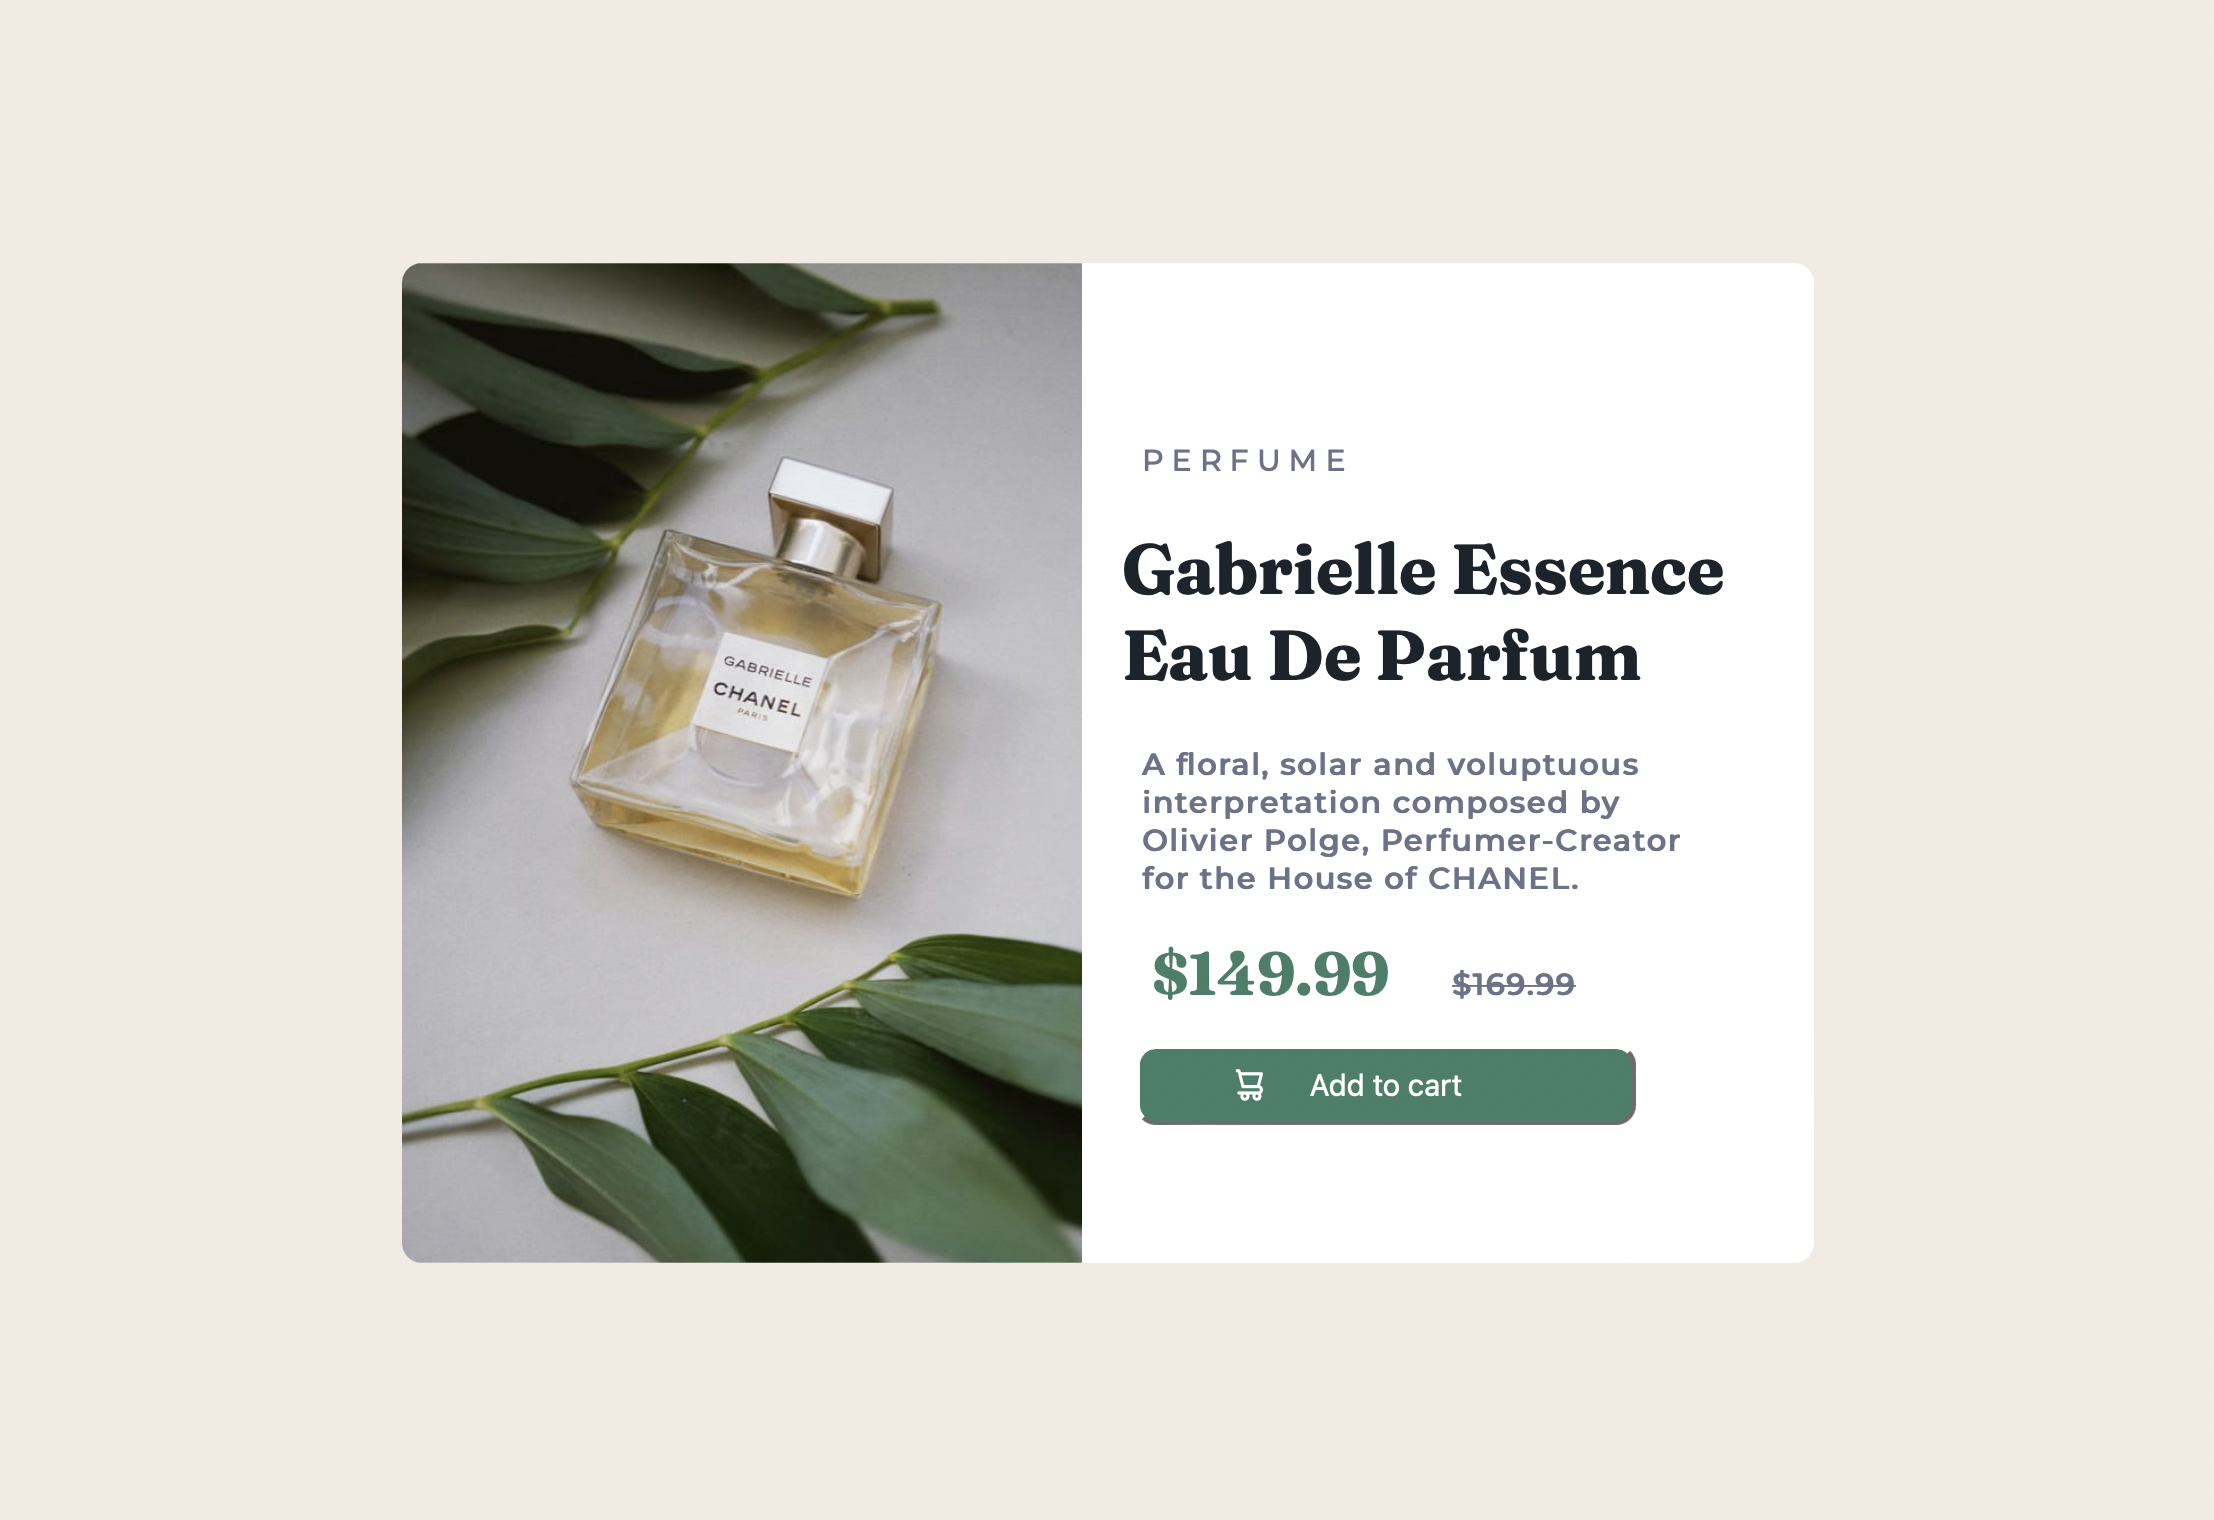 GABRIELLE
CHANEL
PARIS
PERFUME
Gabrielle Essence
Eau De Parfum
A floral, solar and voluptuous
interpretation composed by
Olivier Polge, Perfumer-Creator
for the House of CHANEL.
$149.99 $169.99
Add to cart